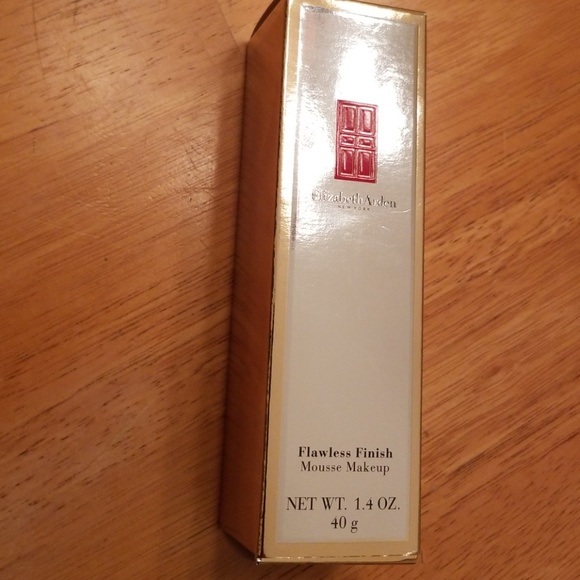 Elizabeth Arden
NEW YORK
Flawless Finish
Mousse Makeup
NET WT. 1.4 OZ.
40 g